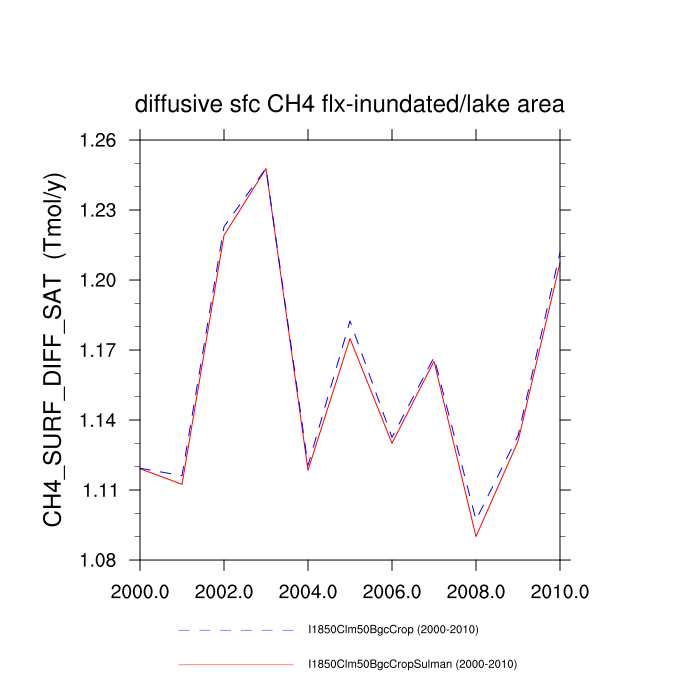 diffusive sfc CH4 flx-inundated/lake area
CH4_SURF_DIFF_SAT (Tmol/y)
1.26
1.23
1.20
1.17
1.14
1.11
1.08
2000.0 2002.0 2004.0 2006.0 2008.0 2010.0
I1850Clm50BgcCrop (2000-2010)
I1850Clm50BgcCropSulman (2000-2010)